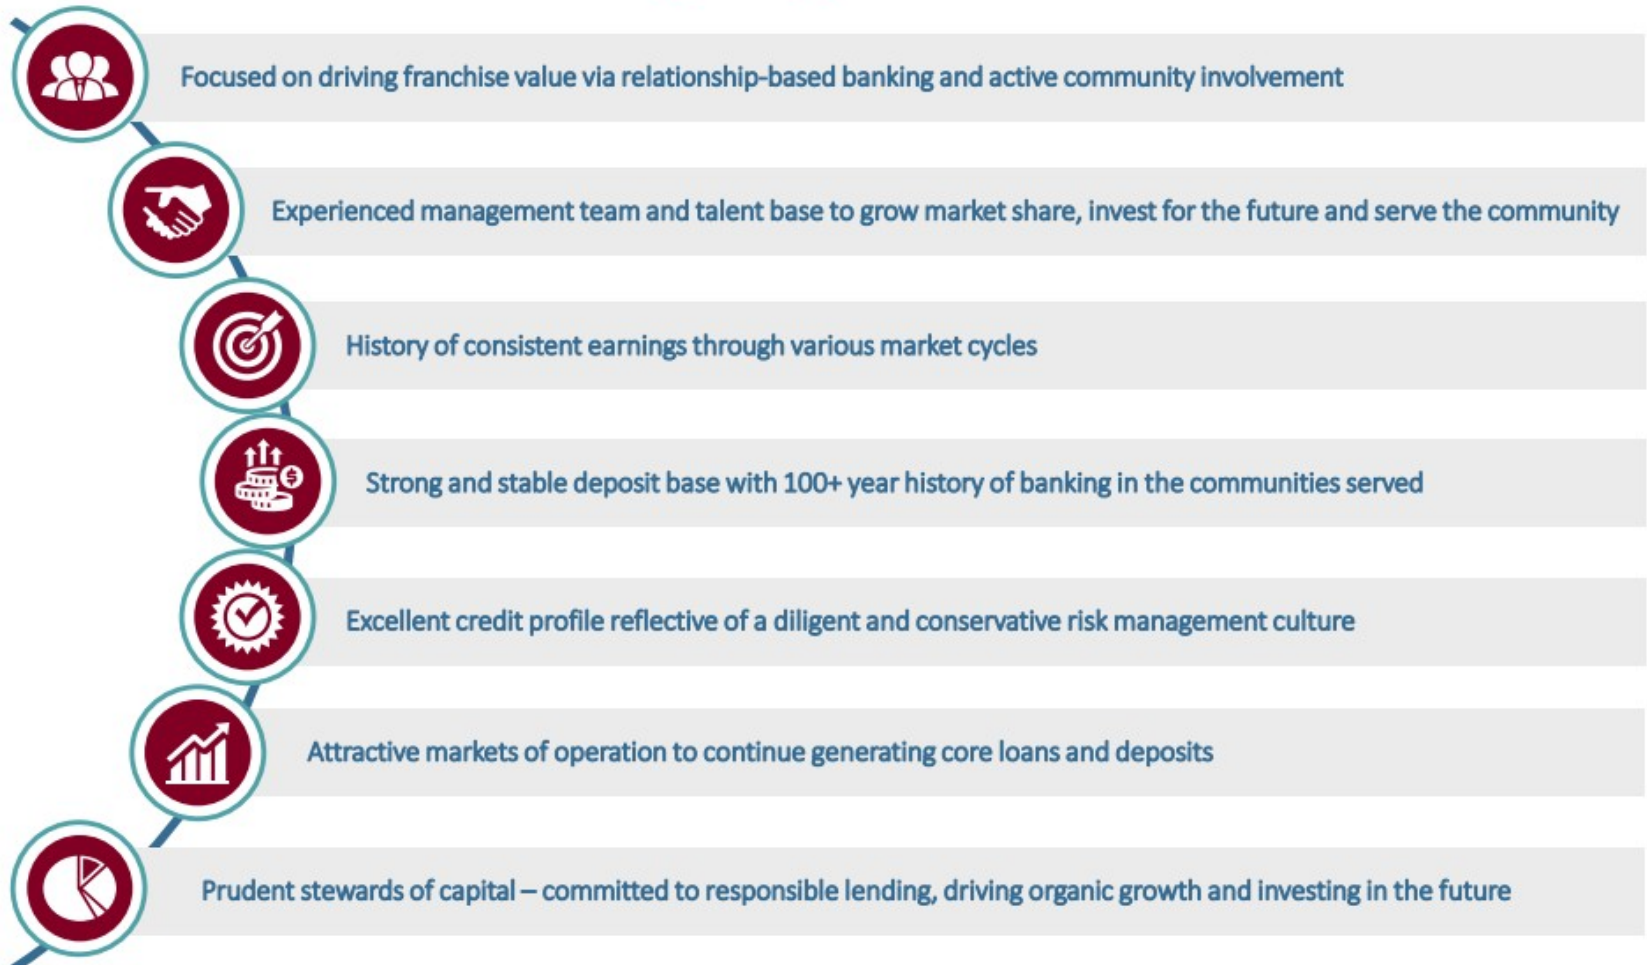 Focused on driving franchise value via relationship-based banking and active community involvement
Experienced management team and talent base to grow market share, invest for the future and serve the community
History of consistent earnings through various market cycles
Strong and stable deposit base with 100+ year history of banking in the communities served
Excellent credit profile reflective of a diligent and conservative risk management culture
Attractive markets of operation to continue generating core loans and deposits
Prudent stewards of capital – committed to responsible lending, driving organic growth and investing in the future